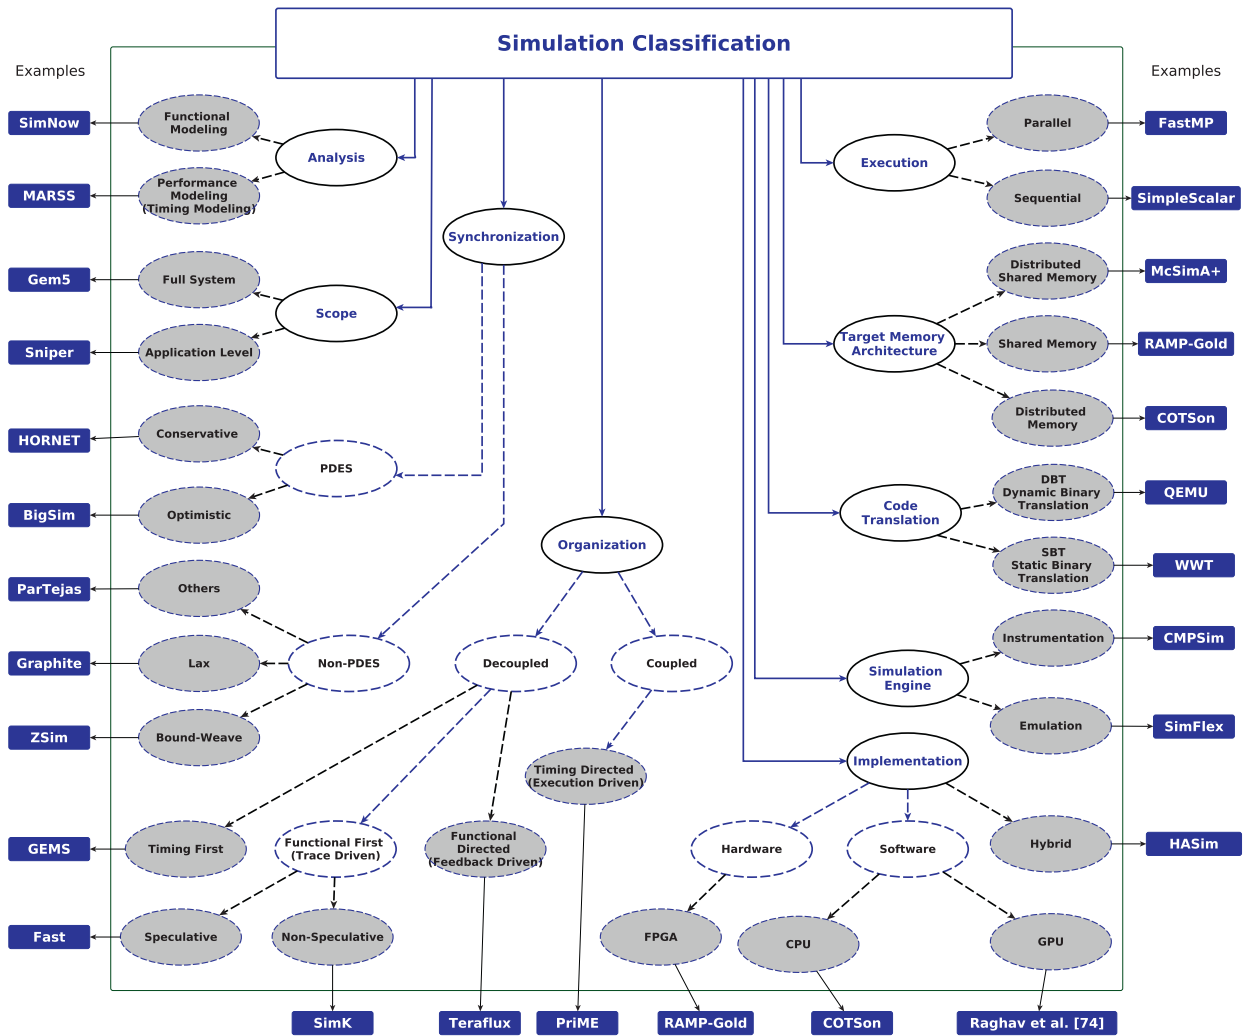 Simulation Classification
Examples
Examples
SimNow
Functional
Modeling
Analysis
MARSS
Performance
Modeling
(Timing Modeling)
Synchronization
Gem5
Full System
Scope
Sniper
Application Level
HORNET
Conservative
PDES
BigSim
Optimistic
Organization
ParTejas
Others
Graphite
Lax
Non-PDES
Decoupled
Coupled
ZSim
Bound-Weave
Timing Directed
(Execution Driven)
GEMS
Timing First
Functional First
(Trace Driven)
Functional
Directed
(Feedback Driven)
Fast
Speculative
Non-Speculative
Execution
Parallel
FastMP
Sequential
SimpleScalar
Target Memory
Architecture
Distributed
Shared Memory
McSimA+
Shared Memory
RAMP-Gold
Distributed
Memory
COTSon
Code
Translation
DBT
Dynamic Binary
Translation
QEMU
SBT
Static Binary
Translation
WWT
Simulation
Engine
Instrumentation
CMPSim
Emulation
SimFlex
Implementation
Hardware
Software
Hybrid
HASim
FPGA
CPU
GPU
SimK
Teraflux
PriME
RAMP-Gold
COTSon
Raghav et al. [74]